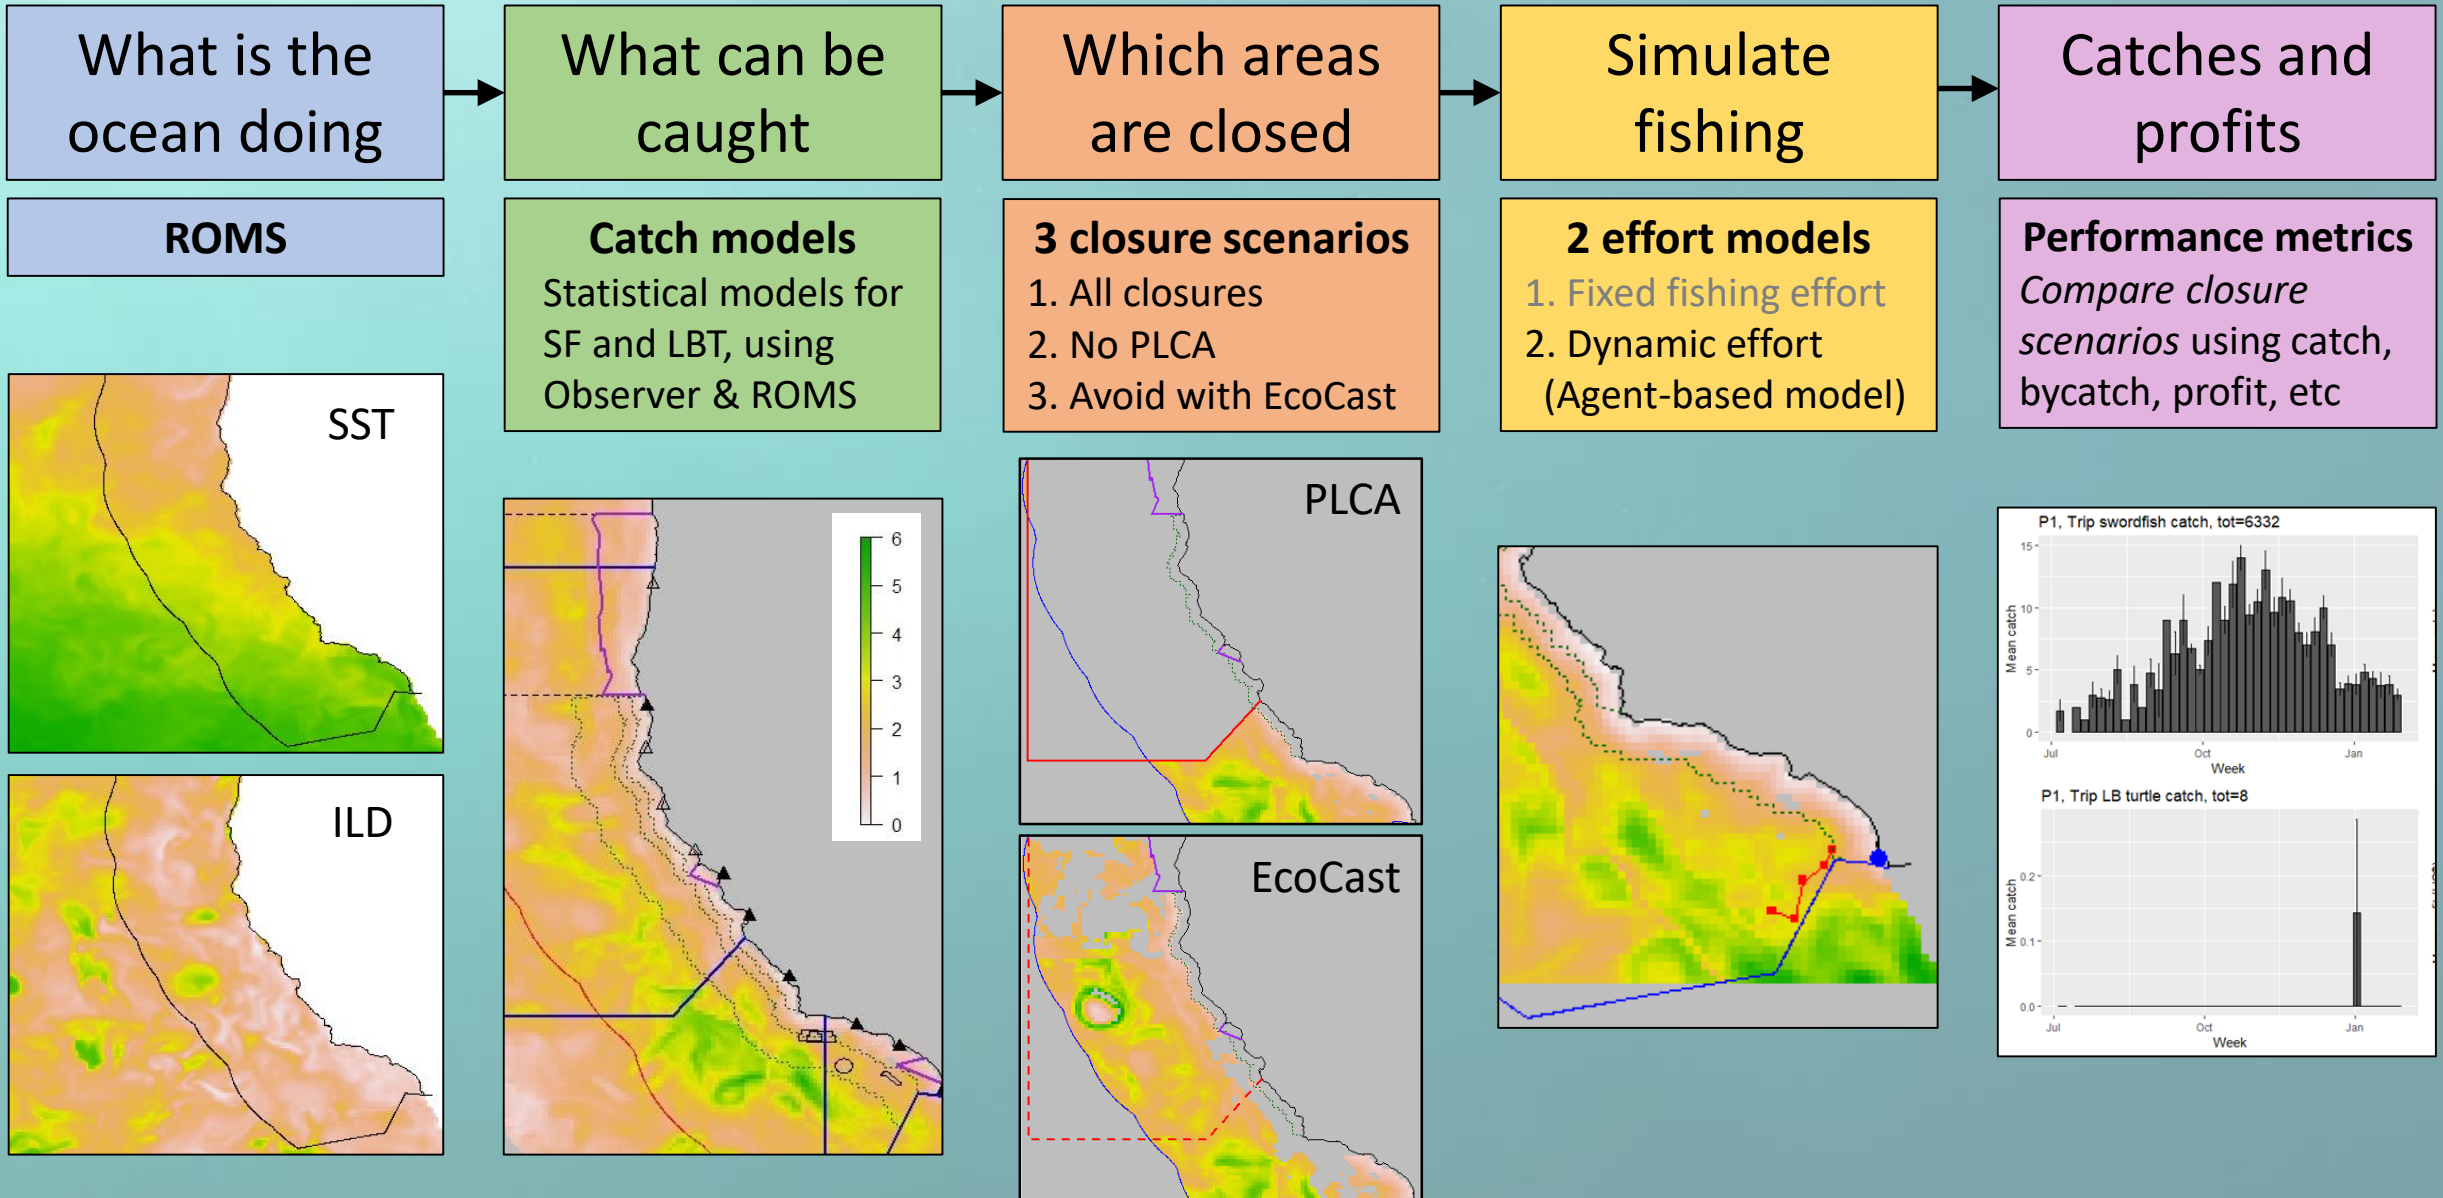 What is the
ocean doing
What can be
caught
Which areas
are closed
Simulate
fishing
Catches and
profits
ROMS
Catch models
Statistical models for
SF and LBT, using
Observer & ROMS
3 closure scenarios
1. All closures
2. No PLCA
3. Avoid with EcoCast
2 effort models
1. Fixed fishing effort
2. Dynamic effort
(Agent-based model)
Performance metrics
Compare closure
scenarios using catch,
bycatch, profit, etc
SST
ILD
6
5
4
3
2
1
0
PLCA
EcoCast
P1, Trip swordfish catch, tot=6332
15
10
5
0
Mean catch
Jul
Oct
Jan
Week
P1, Trip LB turtle catch, tot=8
0.2
0.1
0.0
Mean catch
Jul
Oct
Jan
Week